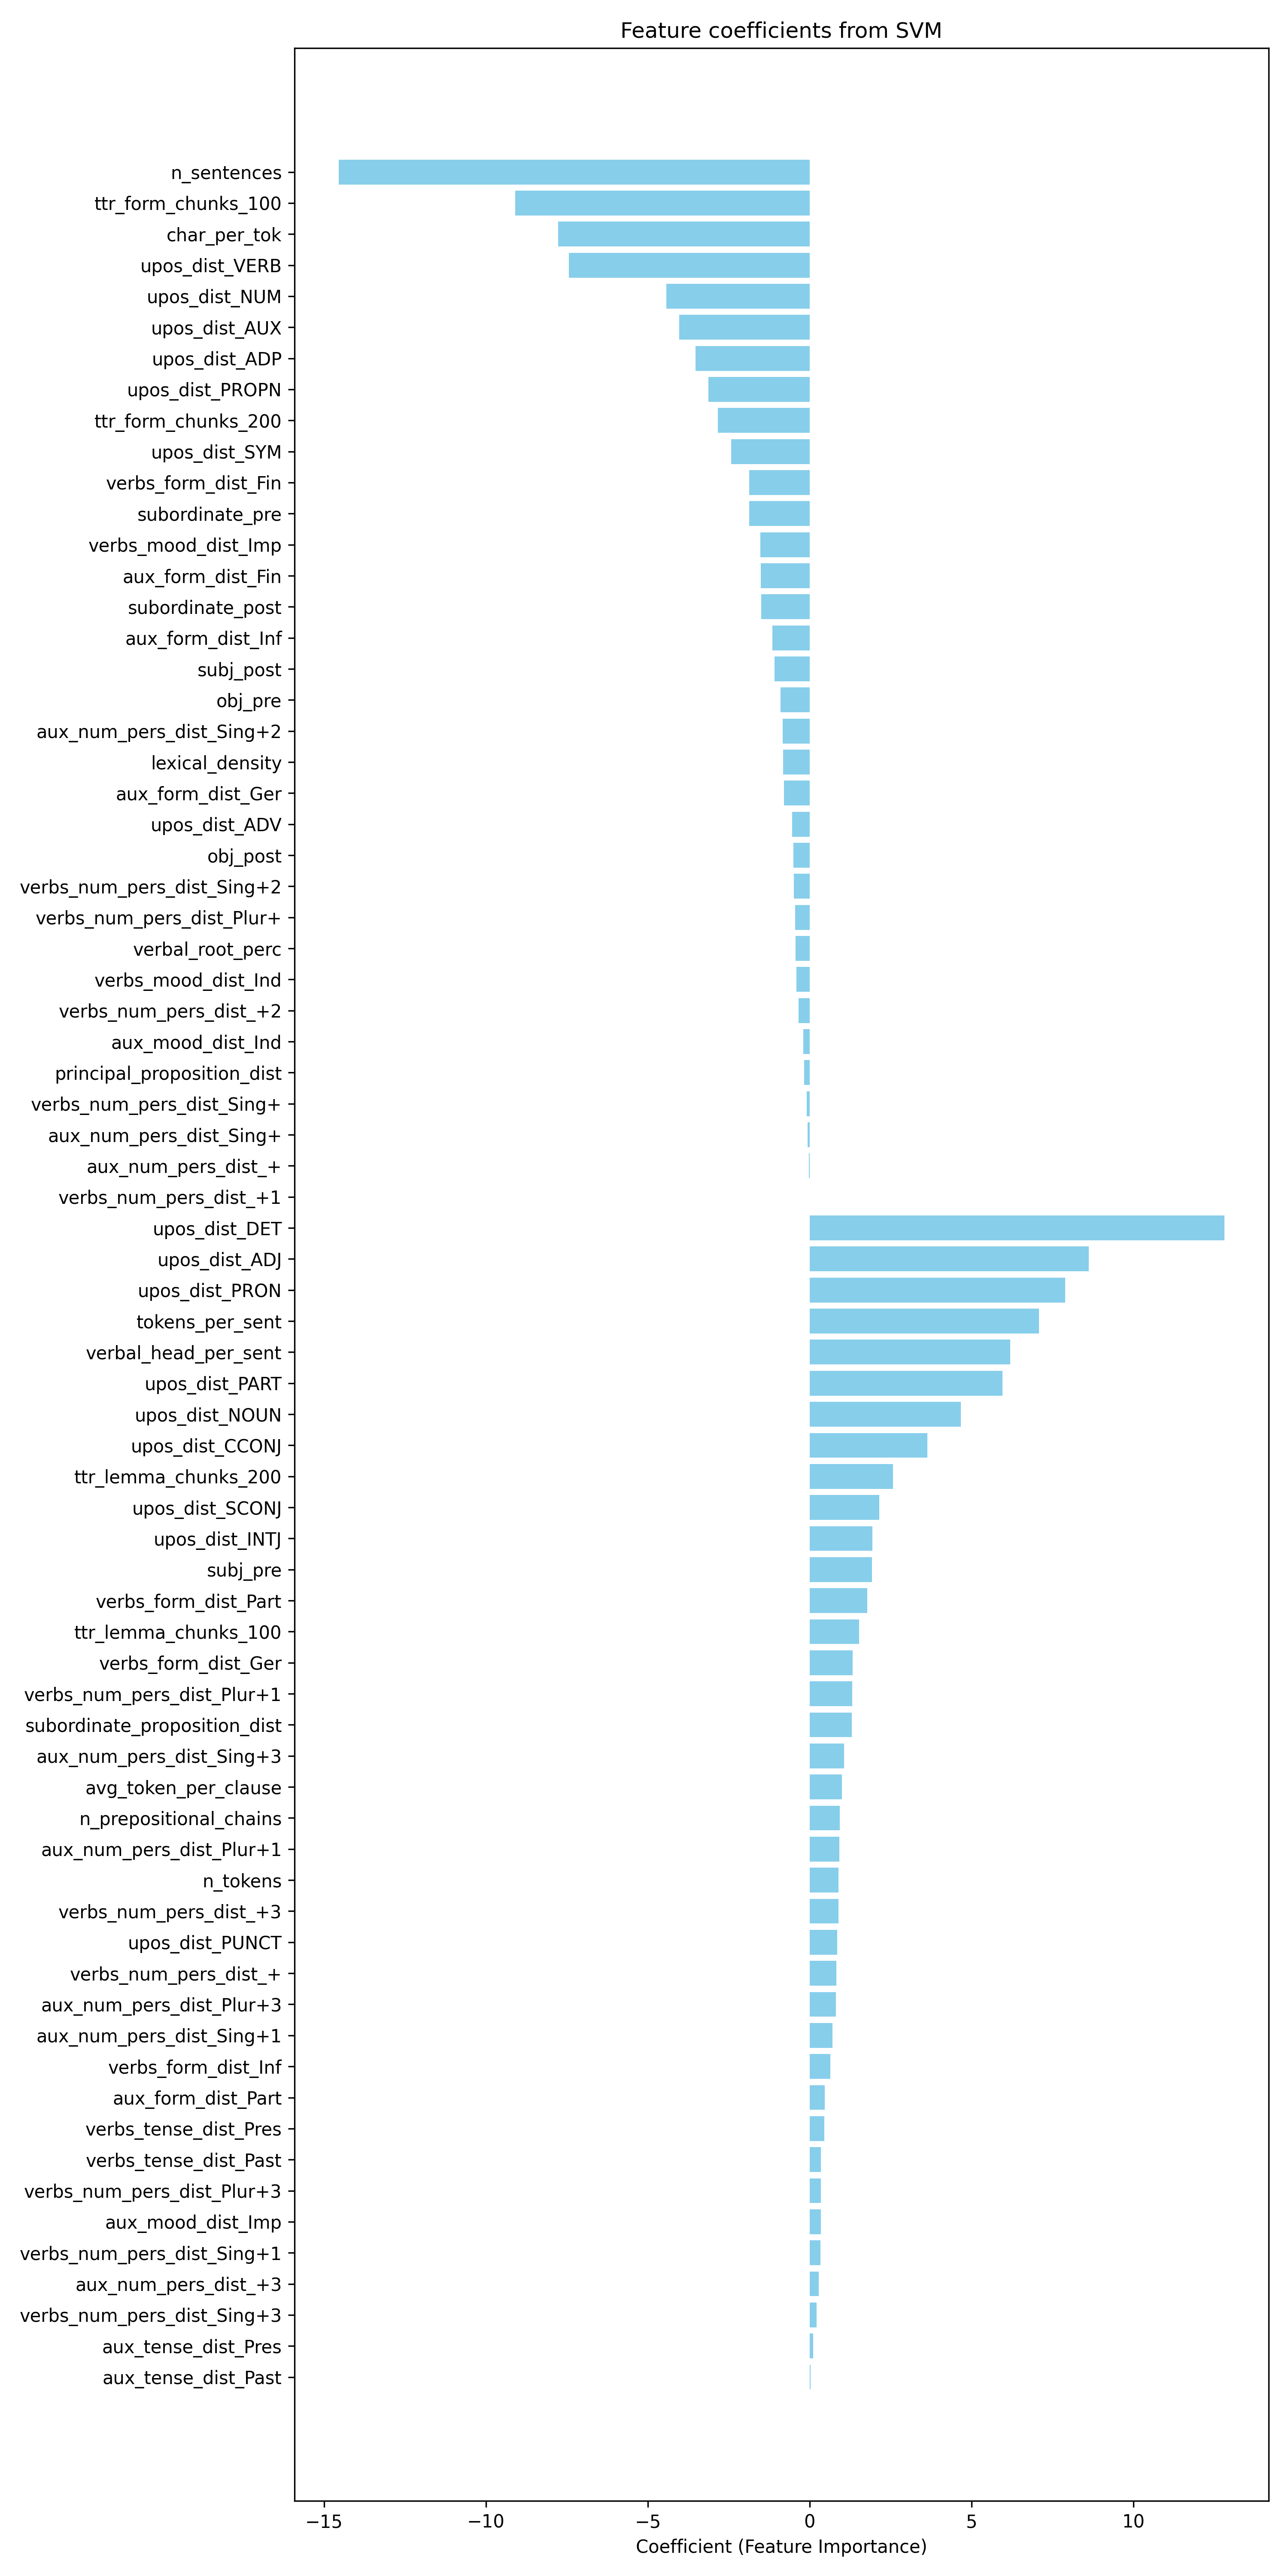 Feature coefficients from SVM
n_sentences
ttr_form_chunks_100
char_per_tok
upos_dist_VERB
upos_dist_NUM
upos_dist_AUX
upos_dist_ADP
upos_dist_PROPN
ttr_form_chunks_200
upos_dist_SYM
verbs_form_dist_Fin
subordinate_pre
verbs_mood_dist_Imp
aux_form_dist_Fin
subordinate_post
aux_form_dist_Inf
subj_post
obj_pre
aux_num_pers_dist_Sing+2
lexical_density
aux_form_dist_Ger
upos_dist_ADV
obj_post
verbs_num_pers_dist_Sing+2
verbs_num_pers_dist_Plur+
verbal_root_perc
verbs_mood_dist_Ind
verbs_num_pers_dist_+2
aux_mood_dist_Ind
principal_proposition_dist
verbs_num_pers_dist_Sing+
aux_num_pers_dist_Sing+
aux_num_pers_dist_+
verbs_num_pers_dist_+1
upos_dist_DET
upos_dist_ADJ
upos_dist_PRON
tokens_per_sent
verbal_head_per_sent
upos_dist_PART
upos_dist_NOUN
upos_dist_CCONJ
ttr_lemma_chunks_200
upos_dist_SCONJ
upos_dist_INTJ
subj_pre
verbs_form_dist_Part
ttr_lemma_chunks_100
verbs_form_dist_Ger
verbs_num_pers_dist_Plur+1
subordinate_proposition_dist
aux_num_pers_dist_Sing+3
avg_token_per_clause
n_prepositional_chains
aux_num_pers_dist_Plur+1
n_tokens
verbs_num_pers_dist_+3
upos_dist_PUNCT
verbs_num_pers_dist_+
aux_num_pers_dist_Plur+3
aux_num_pers_dist_Sing+1
verbs_form_dist_Inf
aux_form_dist_Part
verbs_tense_dist_Pres
verbs_tense_dist_Past
verbs_num_pers_dist_Plur+3
aux_mood_dist_Imp
verbs_num_pers_dist_Sing+1
aux_num_pers_dist_+3
verbs_num_pers_dist_Sing+3
aux_tense_dist_Pres
aux_tense_dist_Past
−15 −10 −5 0 5 10
Coefficient (Feature Importance)